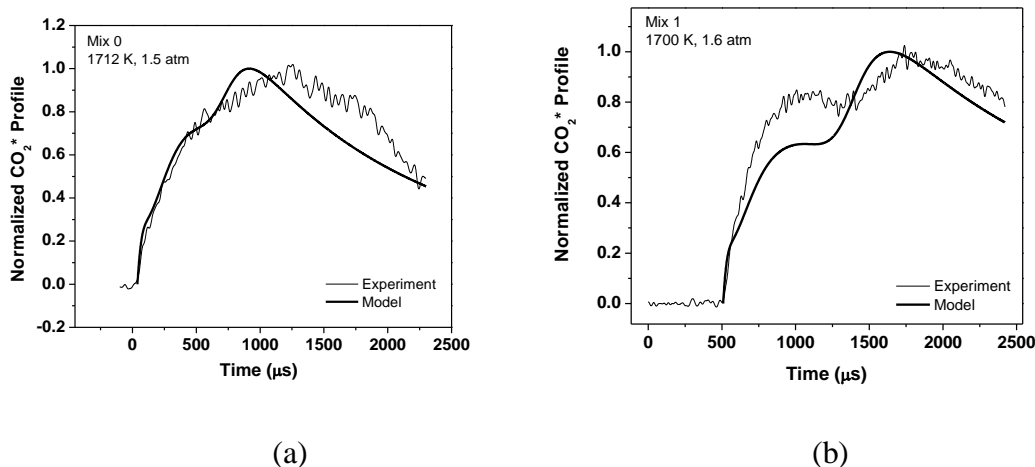 1.2
1.0
0.8
0.6
0.4
0.2
0.0
-0.2
Normalized CO2* Profile
Mix 0
1712 K, 1.5 atm
Experiment
Model
0
500
1000
1500
2000
2500
Time (μs)
(a)
1.0
0.8
0.6
0.4
0.2
0.0
Normalized CO2* Profile
Mix 1
1700 K, 1.6 atm
Experiment
Model
0
500
1000
1500
2000
2500
Time (μs)
(b)